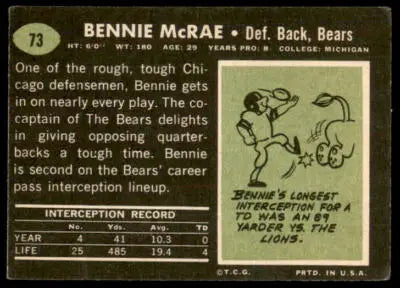 73
BENNIE McRAE • Def. Back, Bears
HT: 6'0" WT: 180 AGE: 29 YEARS PRO: 8 COLLEGE: MICHIGAN
One of the rough, tough Chi-
cago defensemen, Bennie gets
in on nearly every play. The co-
captain of The Bears delights
in giving opposing quarter-
backs a tough time. Bennie
is second on the Bears' career
pass interception lineup.
INTERCEPTION RECORD
No. Yds. Avg. TD
YEAR 4 41 10.3 0
LIFE 25 485 19.4 4
BENNIE'S LONGEST
INTERCEPTION FOR A
TD WAS AN 89
YARDER VS. THE
LIONS.
©T.C.G. PRTD. IN U.S.A.